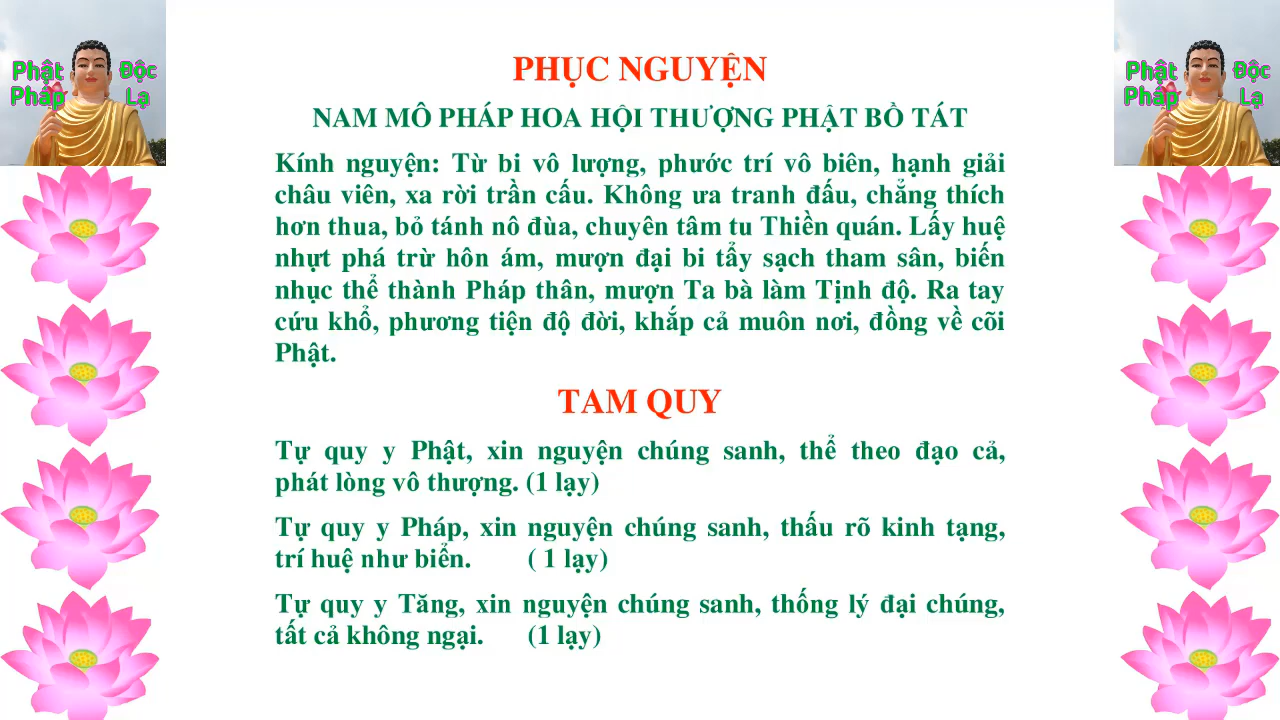 Phật Độc
Pháp Lạ
Phật Độc
Pháp Lạ
PHỤC NGUYỆN
NAM MÔ PHÁP HOA HỘI THƯỢNG PHẬT BỒ TÁT
Kính nguyện: Từ bi vô lượng, phước trí vô biên, hạnh giải
châu viên, xa rời trần cấu. Không ưa tranh đấu, chẳng thích
hơn thua, bỏ tánh nô đùa, chuyên tâm tu Thiền quán. Lấy huệ
nhựt phá trừ hôn ám, mượn đại bi tẩy sạch tham sân, biến
nhục thể thành Pháp thân, mượn Ta bà làm Tịnh độ. Ra tay
cứu khổ, phương tiện độ đời, khắp cả muôn nơi, đồng về cõi
Phật.
TAM QUY
Tự quy y Phật, xin nguyện chúng sanh, thể theo đạo cả,
phát lòng vô thượng. (1 lạy)
Tự quy y Pháp, xin nguyện chúng sanh, thấu rõ kinh tạng,
trí huệ như biển. ( 1 lạy)
Tự quy y Tăng, xin nguyện chúng sanh, thống lý đại chúng,
tất cả không ngại. (1 lạy)